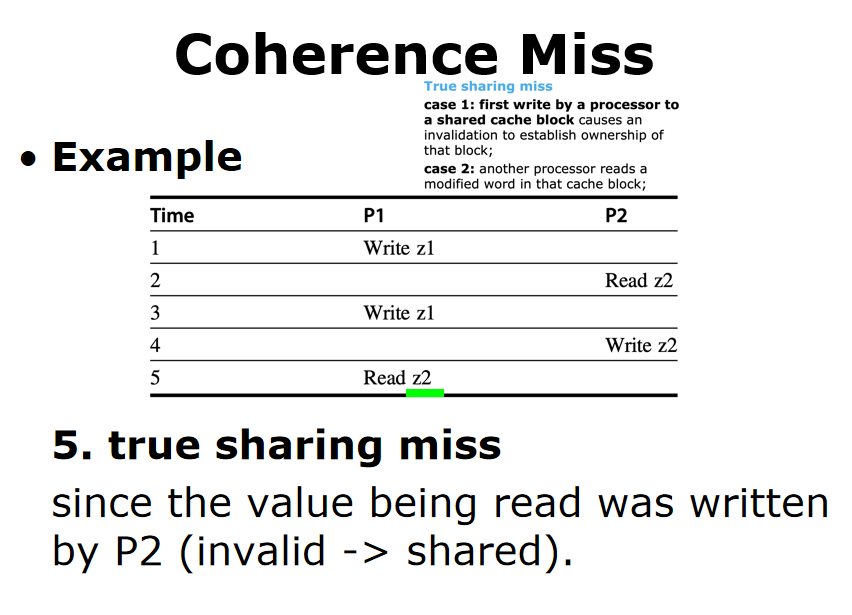 Coherence Miss
True sharing miss
case 1: first write by a processor to
a shared cache block causes an
invalidation to establish ownership of
that block;
case 2: another processor reads a
modified word in that cache block;
• Example
Time P1 P2
1 Write z1
2 Read z2
3 Write z1
4 Write z2
5 Read z2
5. true sharing miss
since the value being read was written
by P2 (invalid -> shared).